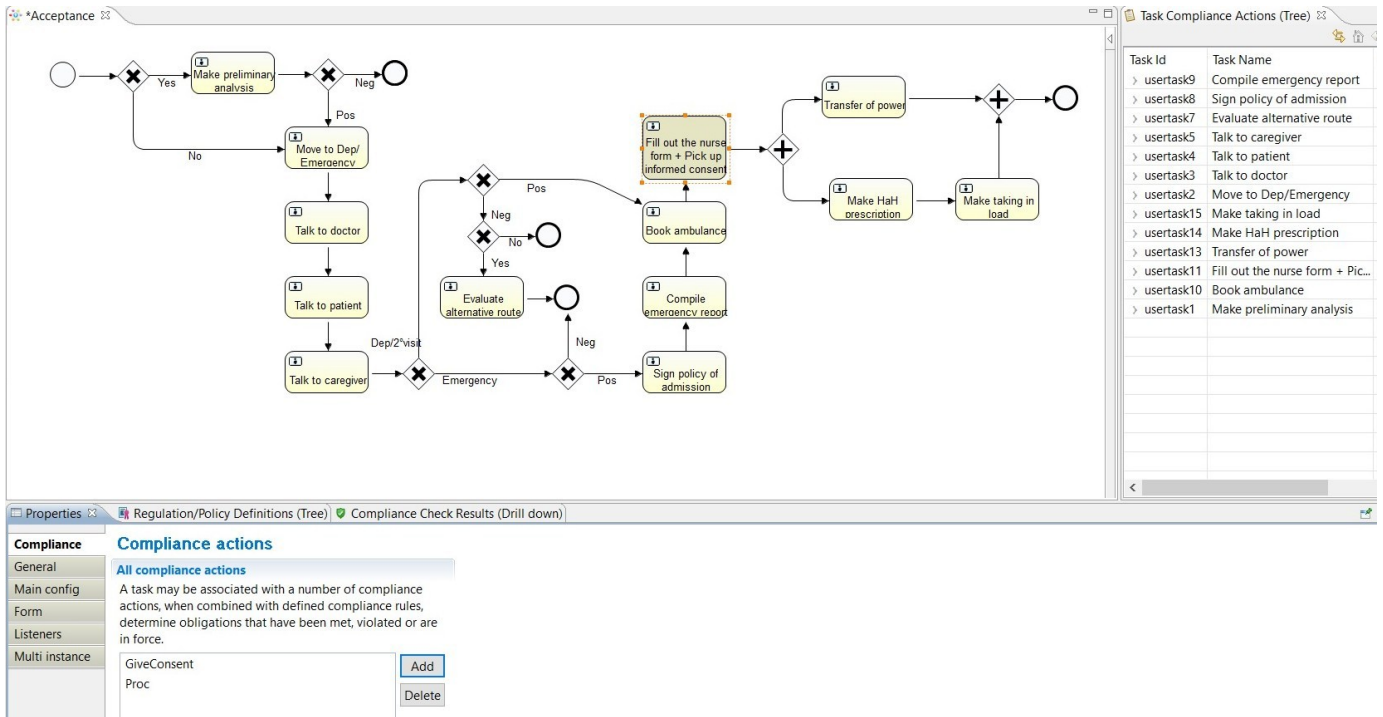 *Acceptance
Yes
Make preliminary
analysis
Neg
Pos
No
Move to Dep/
Emergency
Talk to doctor
Talk to patient
Talk to caregiver
Dep/2°visit
Emergency
Pos
Neg
No
Yes
Evaluate
alternative route
Neg
Pos
Sign policy of
admission
Compile
emergency report
Book ambulance
Fill out the nurse
form + Pick up
informed consent
Transfer of power
Make HaH
prescription
Make taking in
load
Task Compliance Actions (Tree)
Task Id Task Name
usertask9 Compile emergency report
usertask8 Sign policy of admission
usertask7 Evaluate alternative route
usertask5 Talk to caregiver
usertask4 Talk to patient
usertask3 Talk to doctor
usertask2 Move to Dep/Emergency
usertask15 Make taking in load
usertask14 Make HaH prescription
usertask13 Transfer of power
usertask11 Fill out the nurse form + Pic...
usertask10 Book ambulance
usertask1 Make preliminary analysis
Properties Regulation/Policy Definitions (Tree) Compliance Check Results (Drill down)
Compliance
General
Main config
Form
Listeners
Multi instance
Compliance actions
All compliance actions
A task may be associated with a number of compliance
actions, when combined with defined compliance rules,
determine obligations that have been met, violated or are
in force.
GiveConsent
Proc
Add
Delete